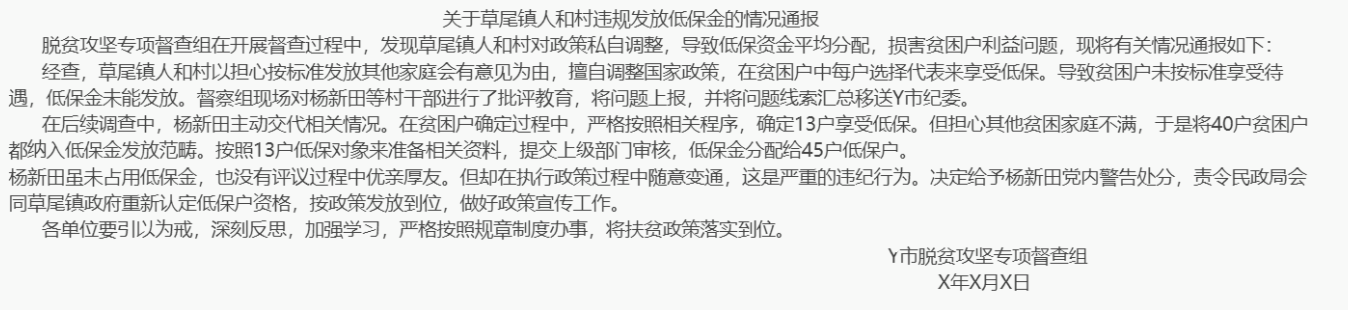 关于草尾镇人和村违规发放低保金的情况通报
脱贫攻坚专项督查组在开展督查过程中，发现草尾镇人和村对政策私自调整，导致低保资金平均分配，损害贫困户利益问题，现将有关情况通报如下：
经查，草尾镇人和村以担心按标准发放其他家庭会有意见为由，擅自调整国家政策，在贫困户中每户选择代表来享受低保。导致贫困户未按标准享受待
遇，低保金未能发放。督察组现场对杨新田等村干部进行了批评教育，将问题上报，并将问题线索汇总移送Y市纪委。
在后续调查中，杨新田主动交代相关情况。在贫困户确定过程中，严格按照相关程序，确定13户享受低保。但担心其他贫困家庭不满，于是将40户贫困户
都纳入低保金发放范畴。按照13户低保对象来准备相关资料，提交上级部门审核，低保金分配给45户低保户。
杨新田虽未占用低保金，也没有评议过程中优亲厚友。但却在执行政策过程中随意变通，这是严重的违纪行为。决定给予杨新田党内警告处分，责令民政局会
同草尾镇政府重新认定低保户资格，按政策发放到位，做好政策宣传工作。
各单位要引以为戒，深刻反思，加强学习，严格按照规章制度办事，将扶贫政策落实到位。
Y市脱贫攻坚专项督查组
X年X月X日